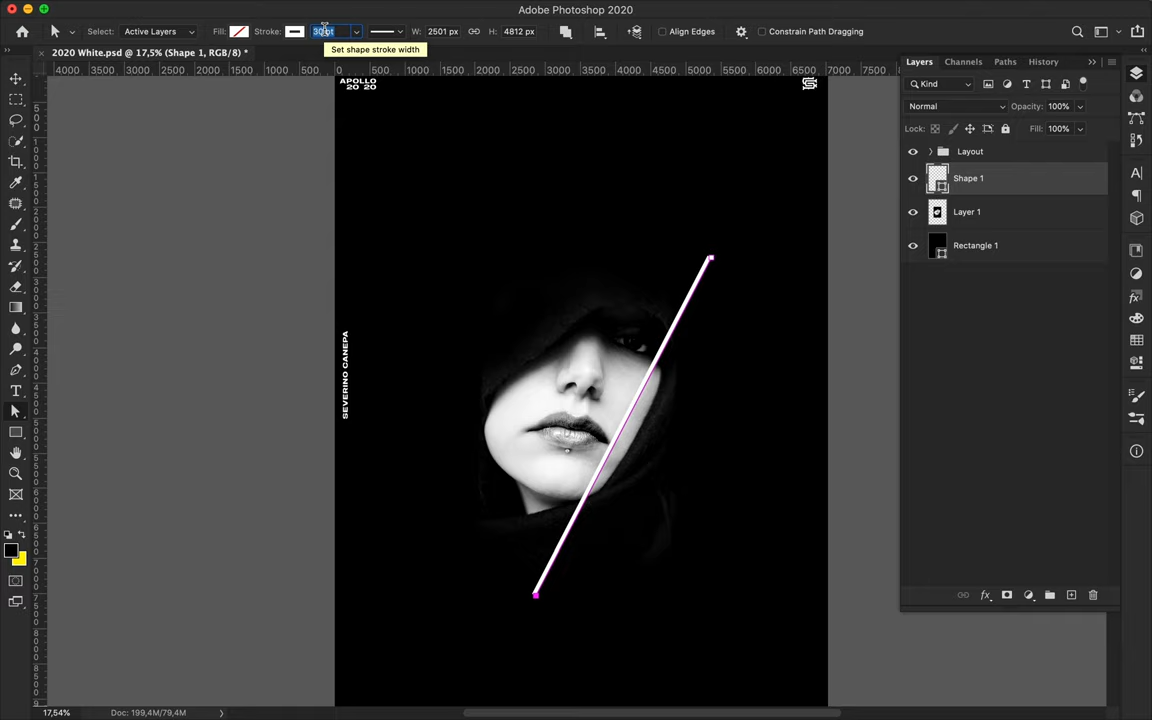 Adobe Photoshop 2020
Select: Active Layers Fill: Stroke: W: 2501 px H: 4812 px Align Edges Constrain Path Dragging
Set shape stroke width
2020 White.psd @ 17,5% (Shape 1, RGB/8) *
4000 3500 3000 2500 2000 1500 1000 500 0 500 1000 1500 2000 2500 3000 3500 4000 4500 5000 5500 6000 6500 7000 7500
Layers Channels Paths History
Kind
Normal Opacity: 100%
Lock: Fill: 100%
Layout
Shape 1
Layer 1
Rectangle 1
APOLLO
20 20
SEVERINO CANEPA
17,54% Doc: 199,4M/79,4M